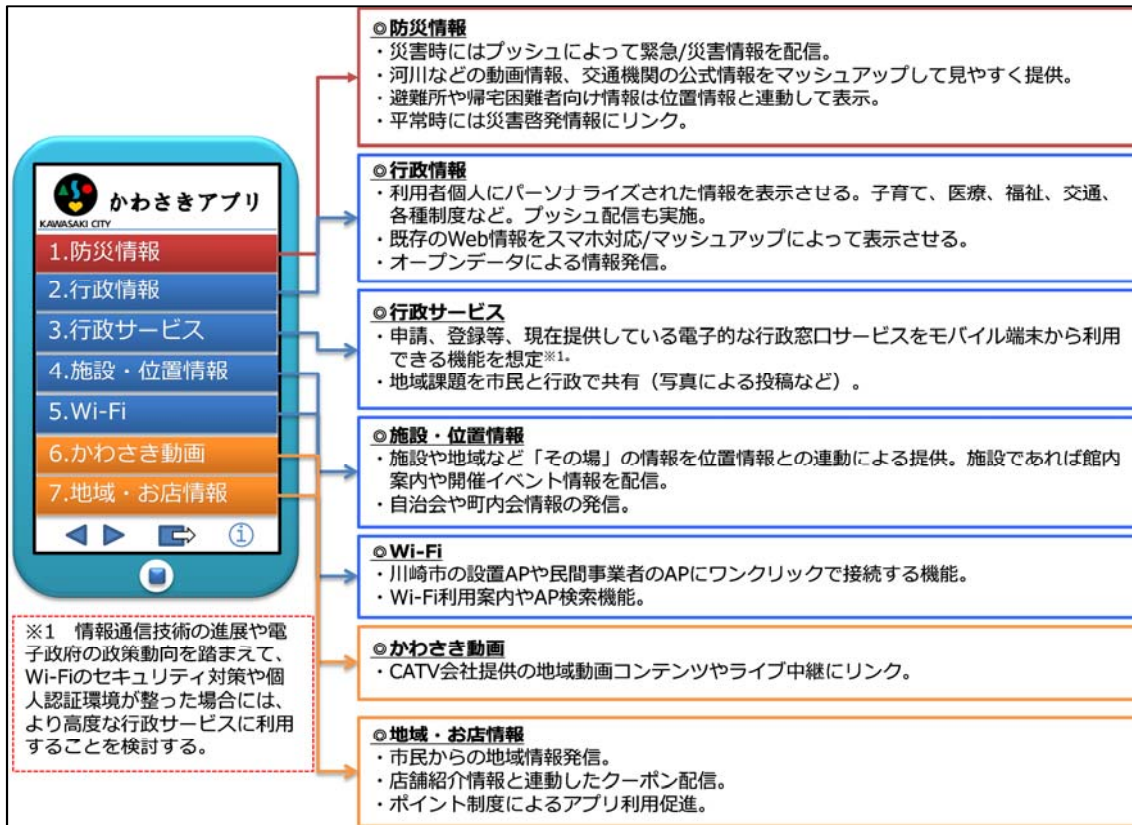 かわさきアプリ
KAWASAKI CITY
1.防災情報
2.行政情報
3.行政サービス
4.施設・位置情報
5.Wi-Fi
6.かわさき動画
7.地域・お店情報
※1 情報通信技術の進展や電
子政府の政策動向を踏まえて、
Wi-Fiのセキュリティ対策や個
人認証環境が整った場合には、
より高度な行政サービスに利用
することを検討する。
◎防災情報
・災害時にはプッシュによって緊急/災害情報を配信。
・河川などの動画情報、交通機関の公式情報をマッシュアップして見やすく提供。
・避難所や帰宅困難者向け情報は位置情報と連動して表示。
・平常時には災害啓発情報にリンク。
◎行政情報
・利用者個人にパーソナライズされた情報を表示させる。子育て、医療、福祉、交通、
各種制度など。プッシュ配信も実施。
・既存のWeb情報をスマホ対応/マッシュアップによって表示させる。
・オープンデータによる情報発信。
◎行政サービス
・申請、登録等、現在提供している電子的な行政窓口サービスをモバイル端末から利用
できる機能を想定※1。
・地域課題を市民と行政で共有（写真による投稿など）。
◎施設・位置情報
・施設や地域など「その場」の情報を位置情報との連動による提供。施設であれば館内
案内や開催イベント情報を配信。
・自治会や町内会情報の発信。
◎Wi-Fi
・川崎市の設置APや民間事業者のAPにワンクリックで接続する機能。
・Wi-Fi利用案内やAP検索機能。
◎かわさき動画
・CATV会社提供の地域動画コンテンツやライブ中継にリンク。
◎地域・お店情報
・市民からの地域情報発信。
・店舗紹介情報と連動したクーポン配信。
・ポイント制度によるアプリ利用促進。